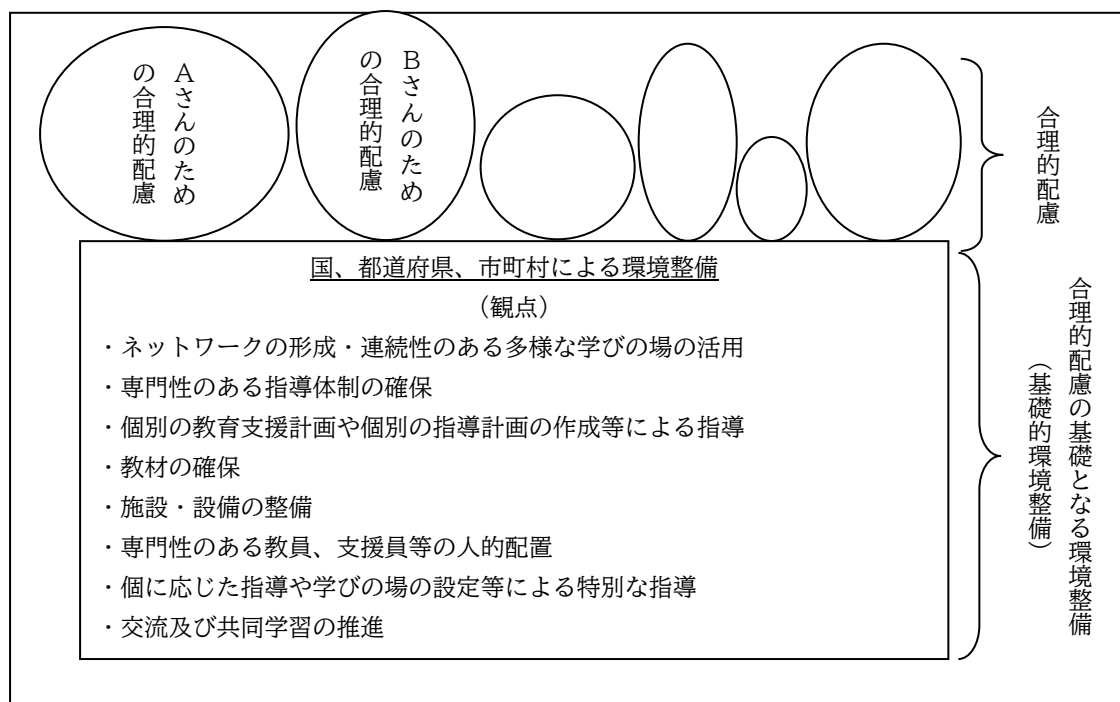 Ａさんのため
の合理的配慮
Ｂさんのため
の合理的配慮
合理的配慮
国、都道府県、市町村による環境整備
（観点）
・ネットワークの形成・連続性のある多様な学びの場の活用
・専門性のある指導体制の確保
・個別の教育支援計画や個別の指導計画の作成等による指導
・教材の確保
・施設・設備の整備
・専門性のある教員、支援員等の人的配置
・個に応じた指導や学びの場の設定等による特別な指導
・交流及び共同学習の推進
合理的配慮の基礎となる環境整備
（基礎的環境整備）